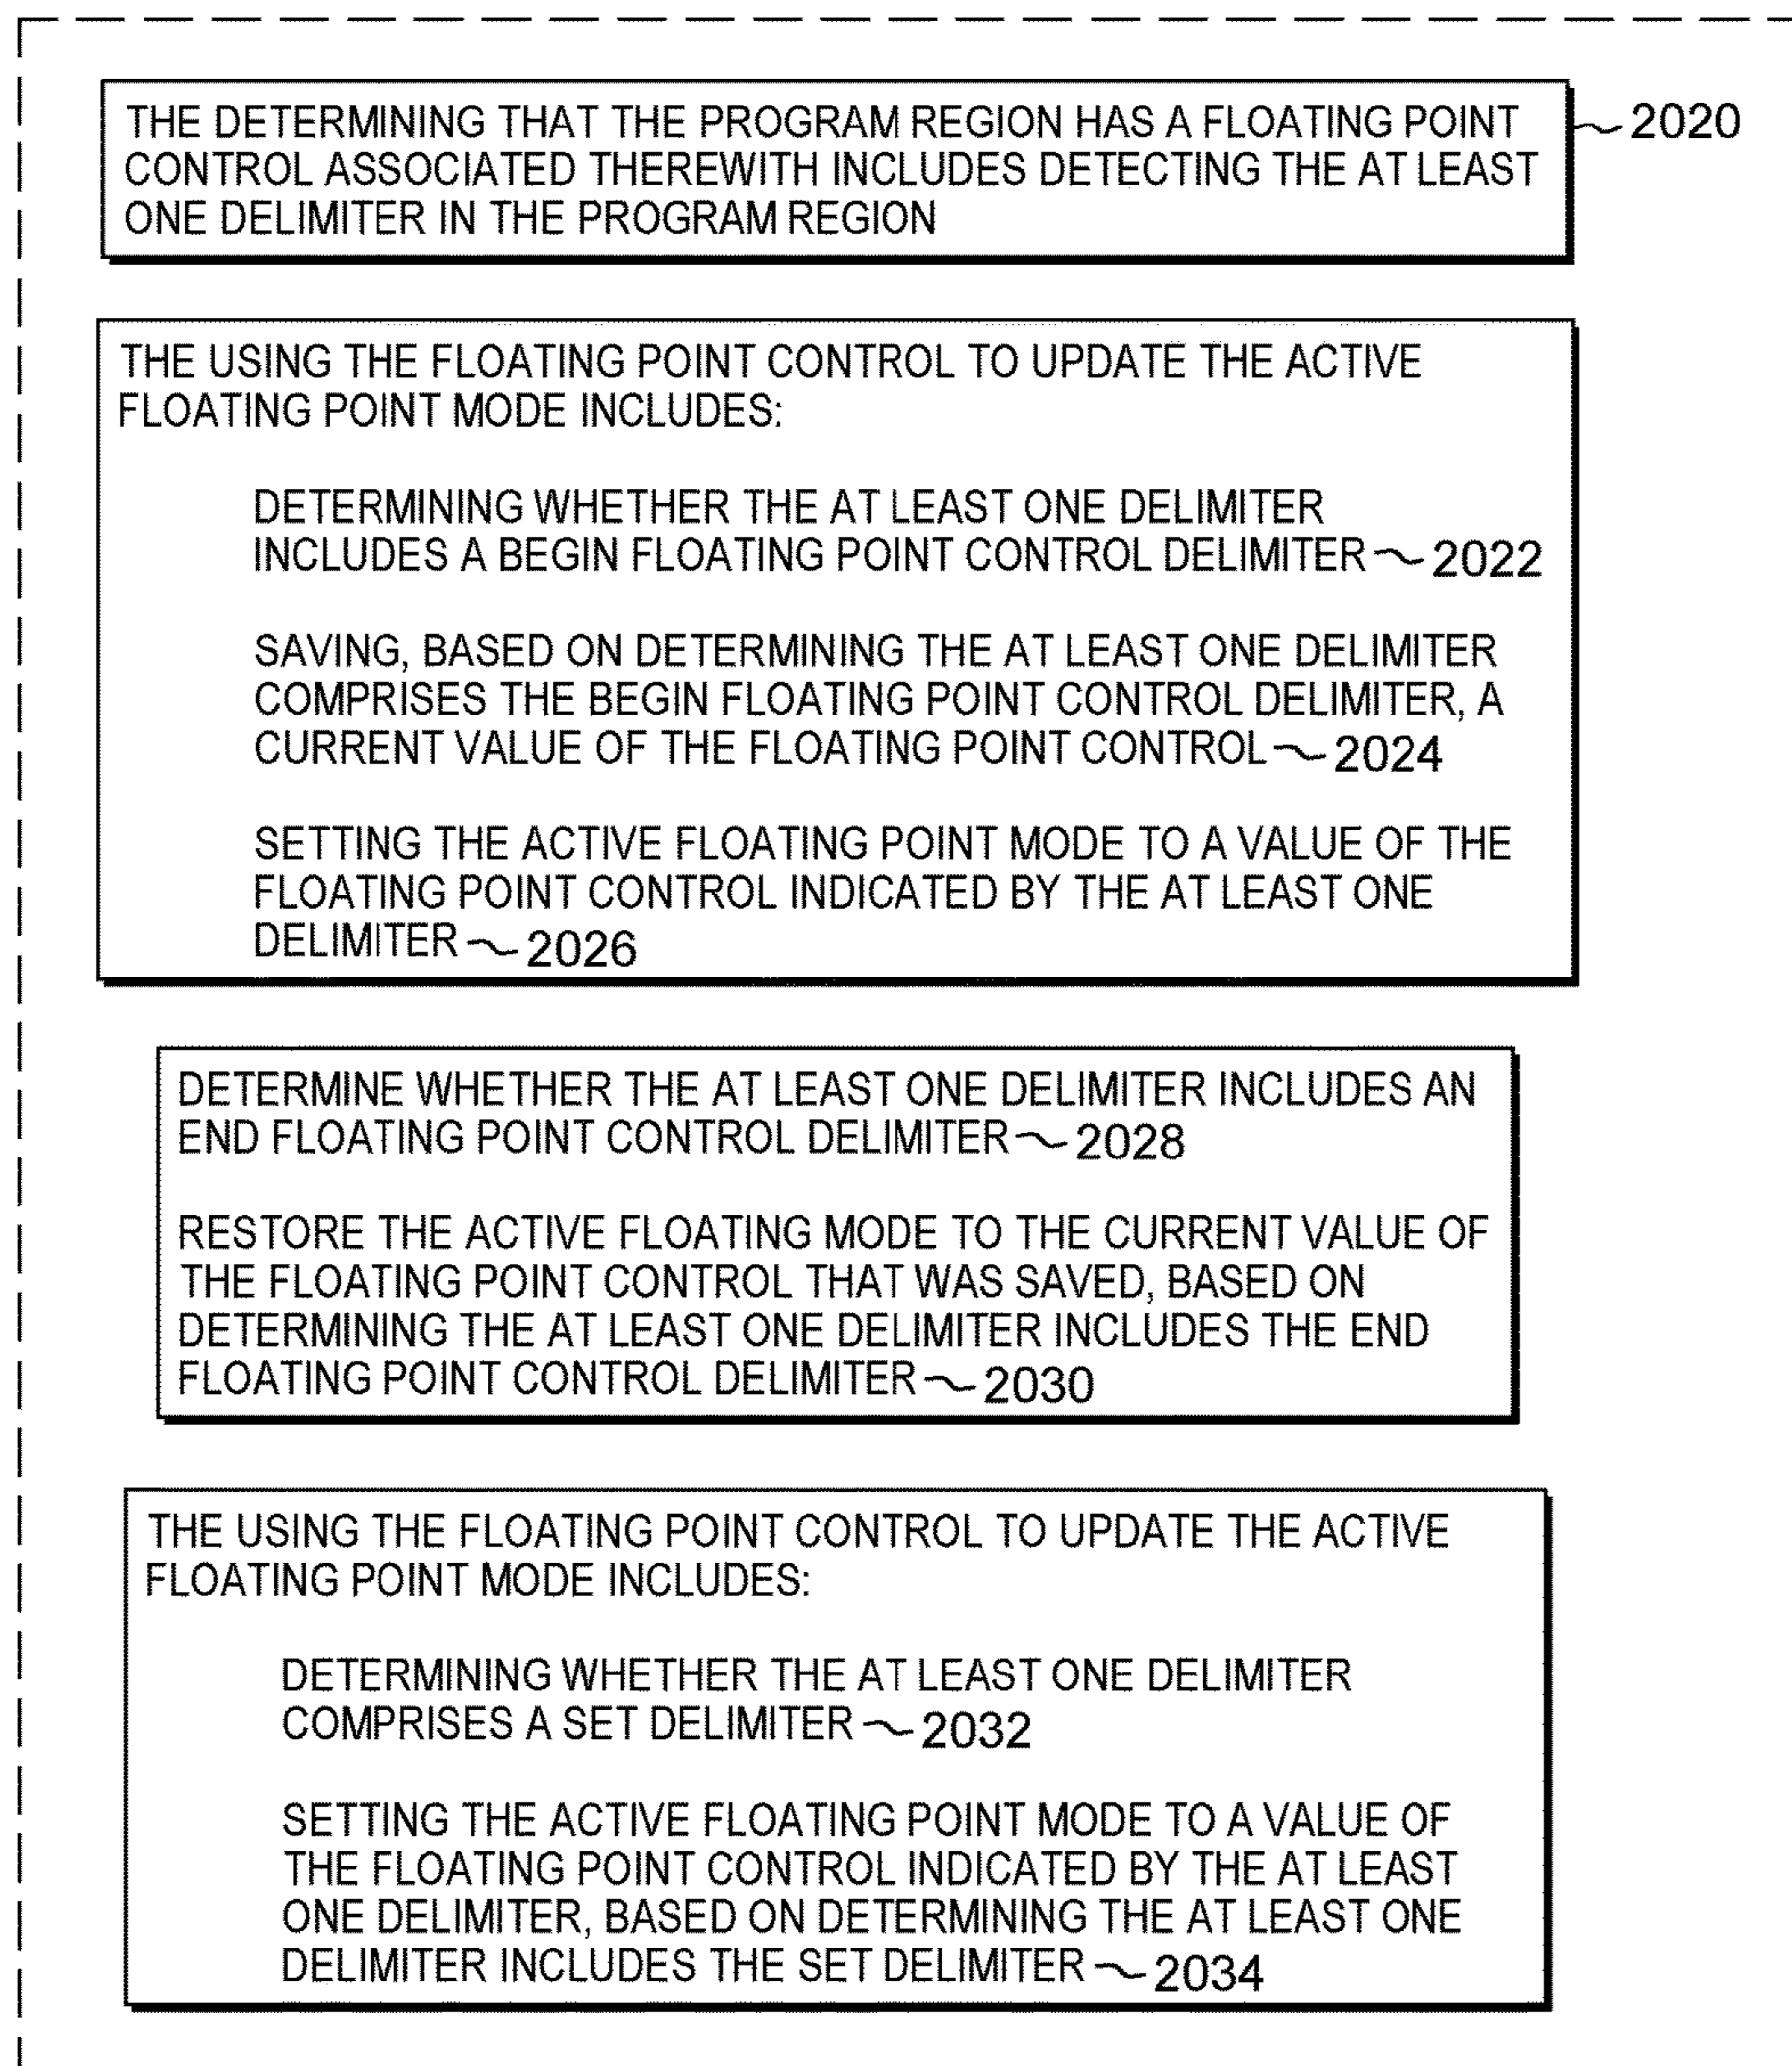 THE DETERMINING THAT THE PROGRAM REGION HAS A FLOATING POINT ~2020
CONTROL ASSOCIATED THEREWITH INCLUDES DETECTING THE AT LEAST
ONE DELIMITER IN THE PROGRAM REGION
THE USING THE FLOATING POINT CONTROL TO UPDATE THE ACTIVE
FLOATING POINT MODE INCLUDES:
DETERMINING WHETHER THE AT LEAST ONE DELIMITER
INCLUDES A BEGIN FLOATING POINT CONTROL DELIMITER ~2022
SAVING, BASED ON DETERMINING THE AT LEAST ONE DELIMITER
COMPRISES THE BEGIN FLOATING POINT CONTROL DELIMITER, A
CURRENT VALUE OF THE FLOATING POINT CONTROL ~2024
SETTING THE ACTIVE FLOATING POINT MODE TO A VALUE OF THE
FLOATING POINT CONTROL INDICATED BY THE AT LEAST ONE
DELIMITER ~2026
DETERMINE WHETHER THE AT LEAST ONE DELIMITER INCLUDES AN
END FLOATING POINT CONTROL DELIMITER ~2028
RESTORE THE ACTIVE FLOATING MODE TO THE CURRENT VALUE OF
THE FLOATING POINT CONTROL THAT WAS SAVED, BASED ON
DETERMINING THE AT LEAST ONE DELIMITER INCLUDES THE END
FLOATING POINT CONTROL DELIMITER ~2030
THE USING THE FLOATING POINT CONTROL TO UPDATE THE ACTIVE
FLOATING POINT MODE INCLUDES:
DETERMINING WHETHER THE AT LEAST ONE DELIMITER
COMPRISES A SET DELIMITER ~2032
SETTING THE ACTIVE FLOATING POINT MODE TO A VALUE OF
THE FLOATING POINT CONTROL INDICATED BY THE AT LEAST
ONE DELIMITER, BASED ON DETERMINING THE AT LEAST ONE
DELIMITER INCLUDES THE SET DELIMITER ~2034